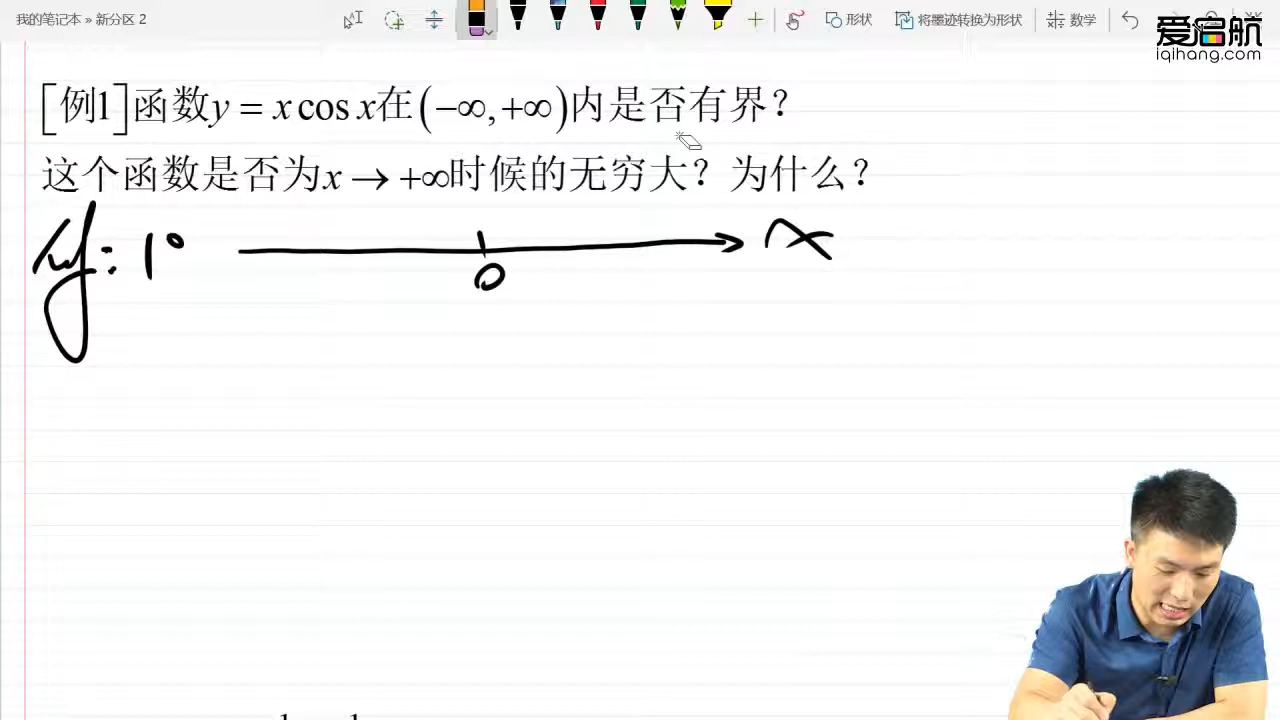 我的笔记本 » 新分区 2
形状 将墨迹转换为形状 数学
爱启航
iqihang.com
[例1]函数y = x cos x在(-∞,+∞)内是否有界？
这个函数是否为x → +∞时候的无穷大？为什么？
1° 0 x